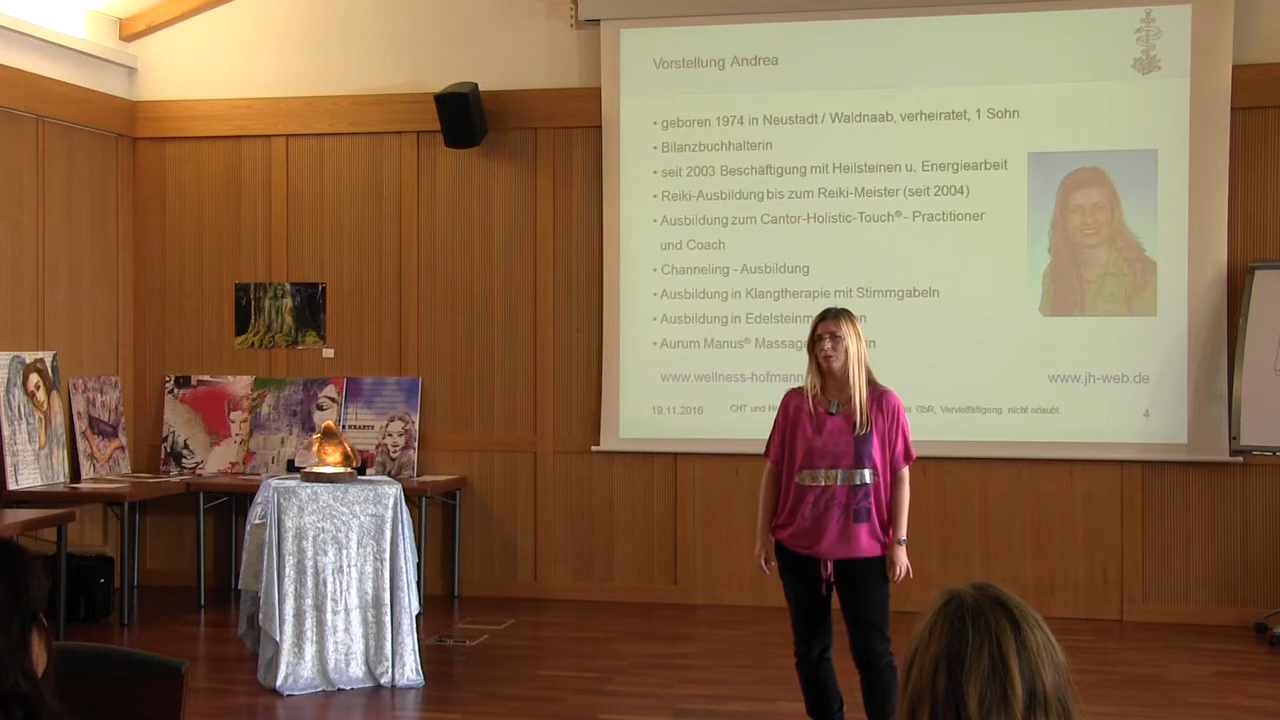 Vorstellung Andrea
• geboren 1974 in Neustadt / Waldnaab, verheiratet, 1 Sohn
• Bilanzbuchhalterin
• seit 2003 Beschäftigung mit Heilsteinen u. Energiearbeit
• Reiki-Ausbildung bis zum Reiki-Meister (seit 2004)
• Ausbildung zum Cantor-Holistic-Touch®- Practitioner
und Coach
• Channeling - Ausbildung
• Ausbildung in Klangtherapie mit Stimmgabeln
• Ausbildung in
• Aurum Manus®
www.wellness-hofmann
www.jh-web.de
19.11.2016
CHT und GbR, Vervielfältigung nicht erlaubt.
4
HEARTS